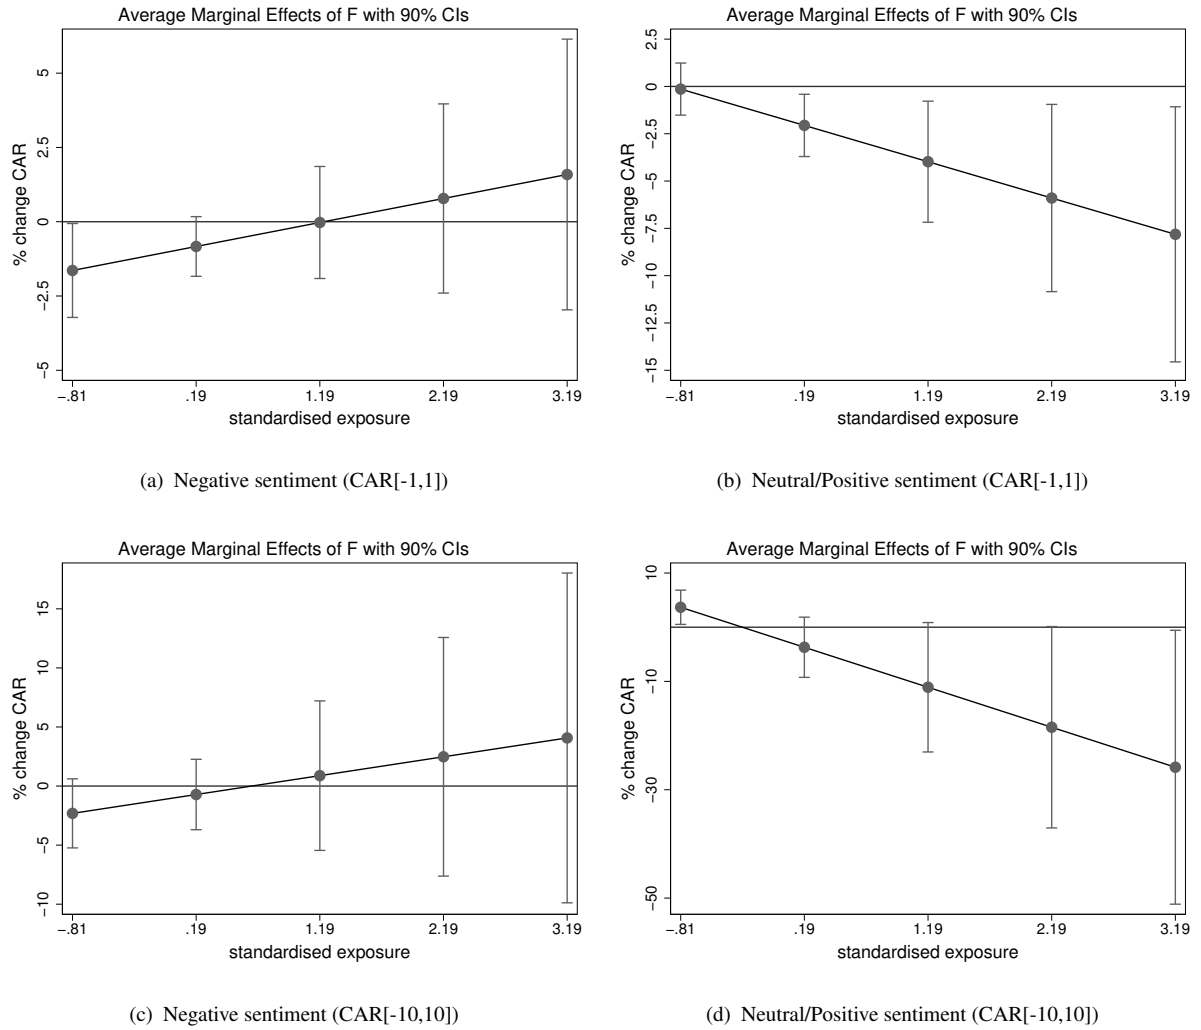 Average Marginal Effects of F with 90% CIs
% change CAR
5
2.5
0
−2.5
−5
−.81 .19 1.19 2.19 3.19
standardised exposure
(a) Negative sentiment (CAR[-1,1])
Average Marginal Effects of F with 90% CIs
% change CAR
2.5
0
−2.5
−5
−7.5
−10
−12.5
−15
−.81 .19 1.19 2.19 3.19
standardised exposure
(b) Neutral/Positive sentiment (CAR[-1,1])
Average Marginal Effects of F with 90% CIs
% change CAR
15
10
5
0
−5
−10
−.81 .19 1.19 2.19 3.19
standardised exposure
(c) Negative sentiment (CAR[-10,10])
Average Marginal Effects of F with 90% CIs
% change CAR
10
−10
−30
−50
−.81 .19 1.19 2.19 3.19
standardised exposure
(d) Neutral/Positive sentiment (CAR[-10,10])